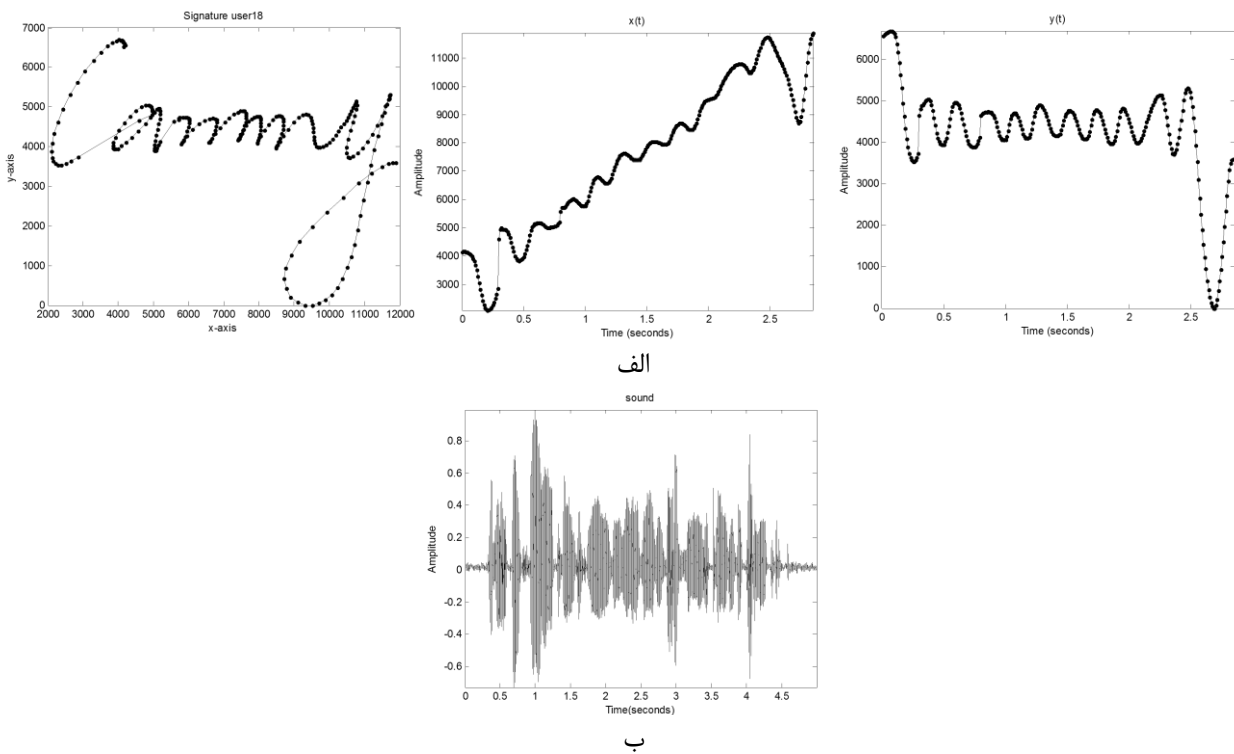 Signature user18
7000
6000
5000
4000
3000
2000
1000
0
y-axis
2000 3000 4000 5000 6000 7000 8000 9000 10000 11000 12000
x-axis
x(t)
11000
10000
9000
8000
7000
6000
5000
4000
3000
Amplitude
0 0.5 1 1.5 2 2.5
Time (seconds)
y(t)
6000
5000
4000
3000
2000
1000
0
Amplitude
0 0.5 1 1.5 2 2.5
Time (seconds)
الف
sound
0.8
0.6
0.4
0.2
0
-0.2
-0.4
-0.6
Amplitude
0 0.5 1 1.5 2 2.5 3 3.5 4 4.5
Time(seconds)
ب